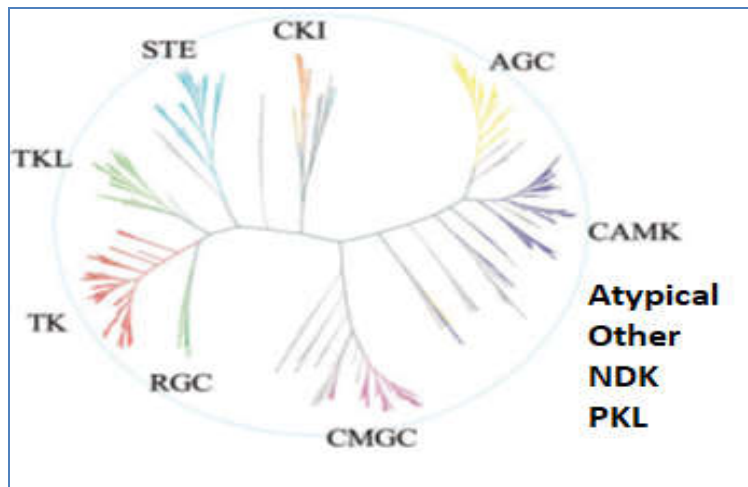 CKI
STE
AGC
TKL
CAMK
TK
RGC
CMGC
Atypical
Other
NDK
PKL